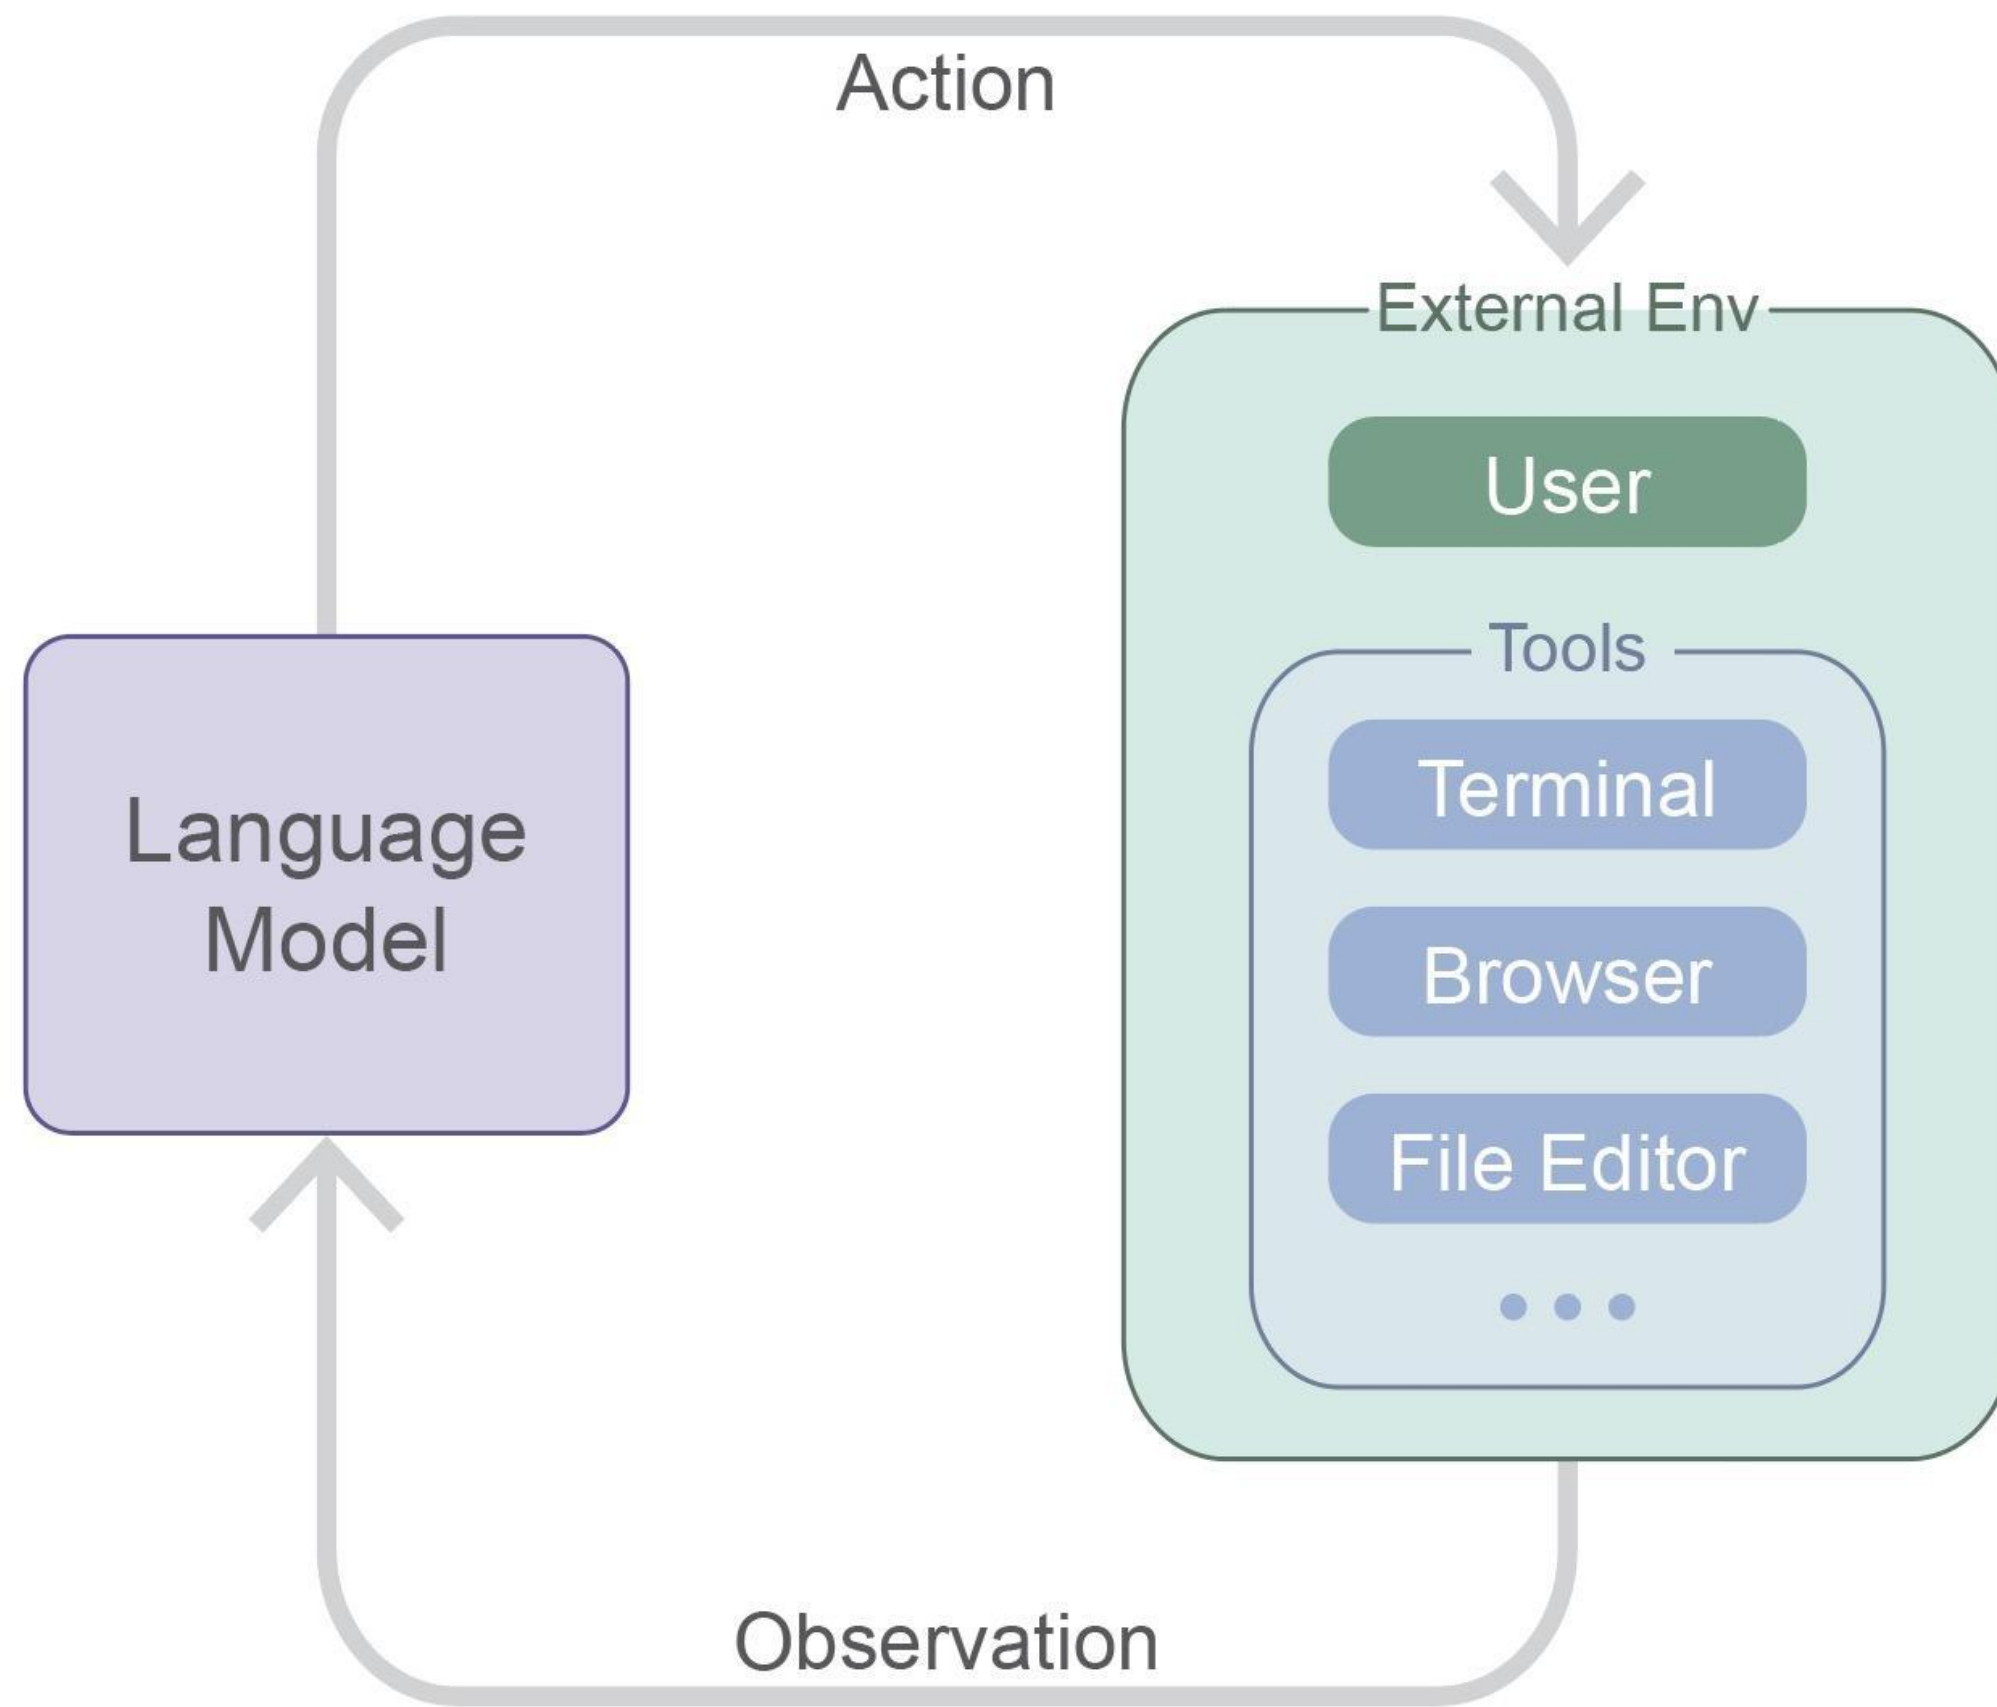 Action
External Env
User
Tools
Terminal
Browser
File Editor
Language
Model
Observation